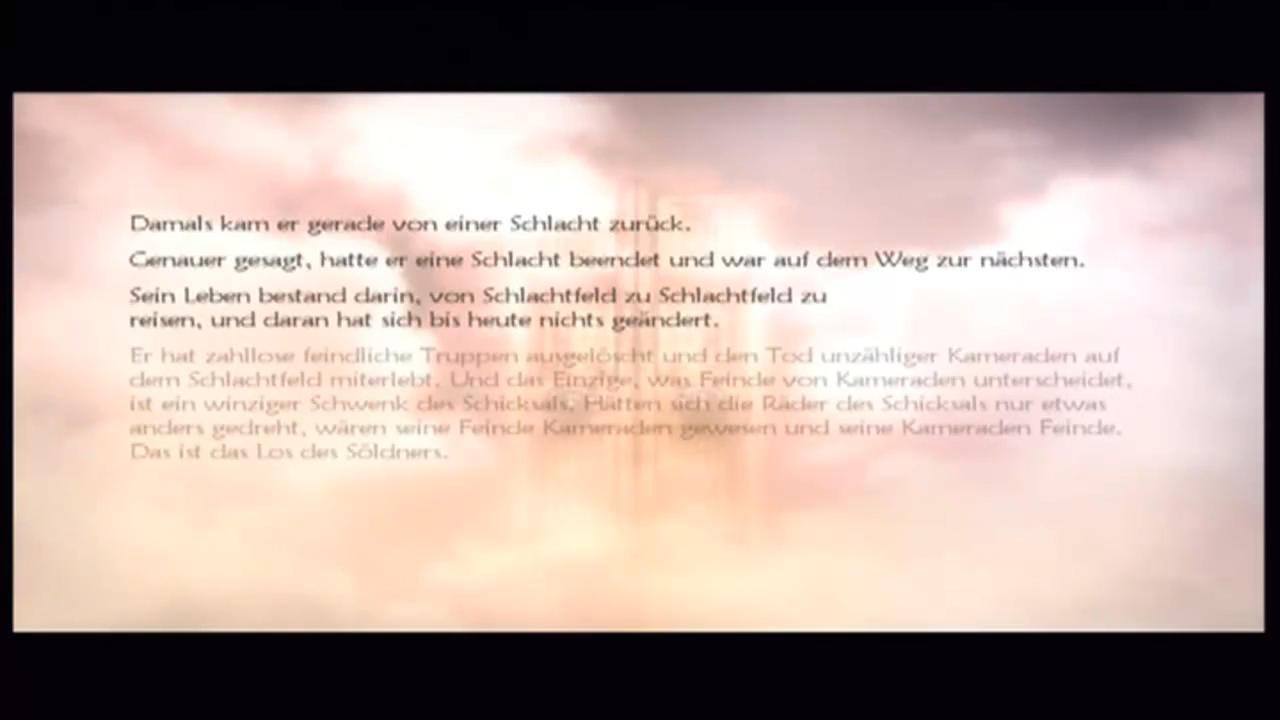 Damals kam er gerade von einer Schlacht zurück.
Genauer gesagt, hatte er eine Schlacht beendet und war auf dem Weg zur nächsten.
Sein Leben bestand darin, von Schlachtfeld zu Schlachtfeld zu
reisen, und daran hat sich bis heute nichts geändert.
Er hat zahllose feindliche Truppen ausgelöscht und den Tod unzähliger Kameraden auf
dem Schlachtfeld miterlebt. Und das Einzige, was Feinde von Kameraden unterscheidet,
ist ein winziger Schwenk des Schicksals. Hätten sich die Räder des Schicksals nur etwas
anders gedreht, wären seine Feinde Kameraden gewesen und seine Kameraden Feinde.
Das ist das Los des Söldners.